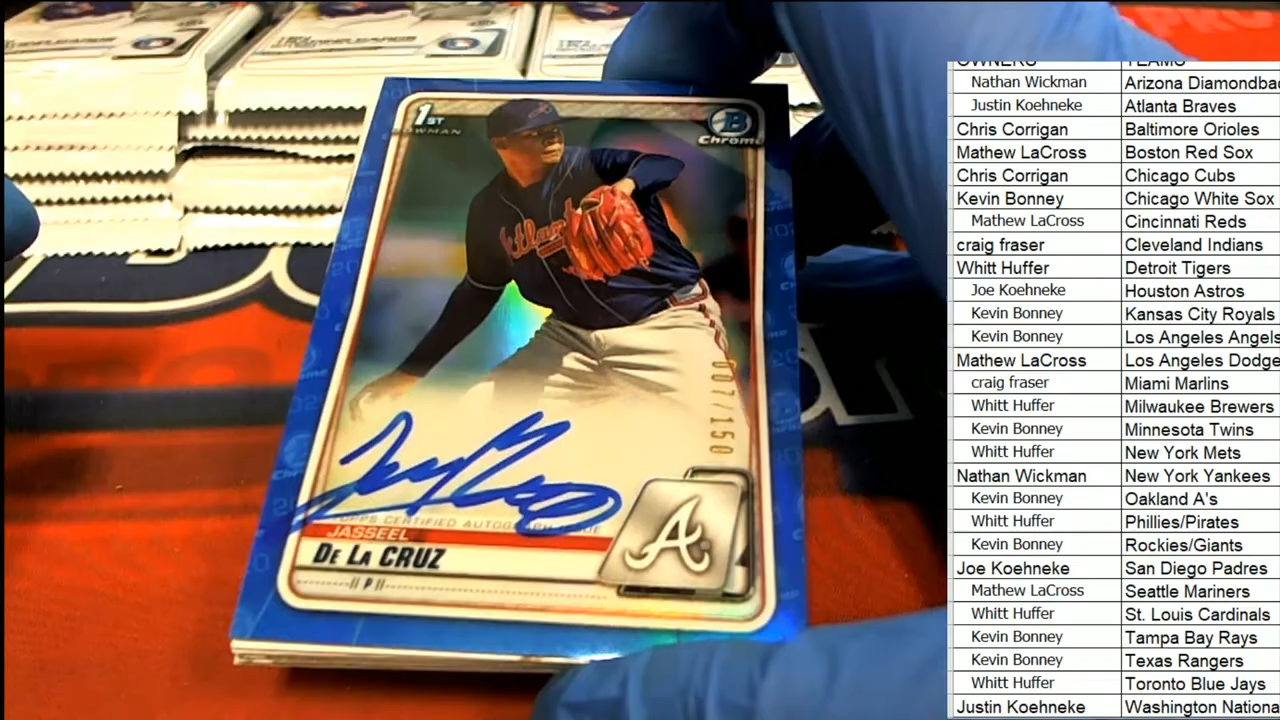 1ST
BOWMAN
B
Chrome
007/150
TOPPS CERTIFIED AUTOGRAPH ISSUE
JASSEEL
DE LA CRUZ
P
A
OWNERS TEAMS
Nathan Wickman Arizona Diamondba
Justin Koehneke Atlanta Braves
Chris Corrigan Baltimore Orioles
Mathew LaCross Boston Red Sox
Chris Corrigan Chicago Cubs
Kevin Bonney Chicago White Sox
Mathew LaCross Cincinnati Reds
craig fraser Cleveland Indians
Whitt Huffer Detroit Tigers
Joe Koehneke Houston Astros
Kevin Bonney Kansas City Royals
Kevin Bonney Los Angeles Angels
Mathew LaCross Los Angeles Dodge
craig fraser Miami Marlins
Whitt Huffer Milwaukee Brewers
Kevin Bonney Minnesota Twins
Whitt Huffer New York Mets
Nathan Wickman New York Yankees
Kevin Bonney Oakland A's
Whitt Huffer Phillies/Pirates
Kevin Bonney Rockies/Giants
Joe Koehneke San Diego Padres
Mathew LaCross Seattle Mariners
Whitt Huffer St. Louis Cardinals
Kevin Bonney Tampa Bay Rays
Kevin Bonney Texas Rangers
Whitt Huffer Toronto Blue Jays
Justin Koehneke Washington Nationa